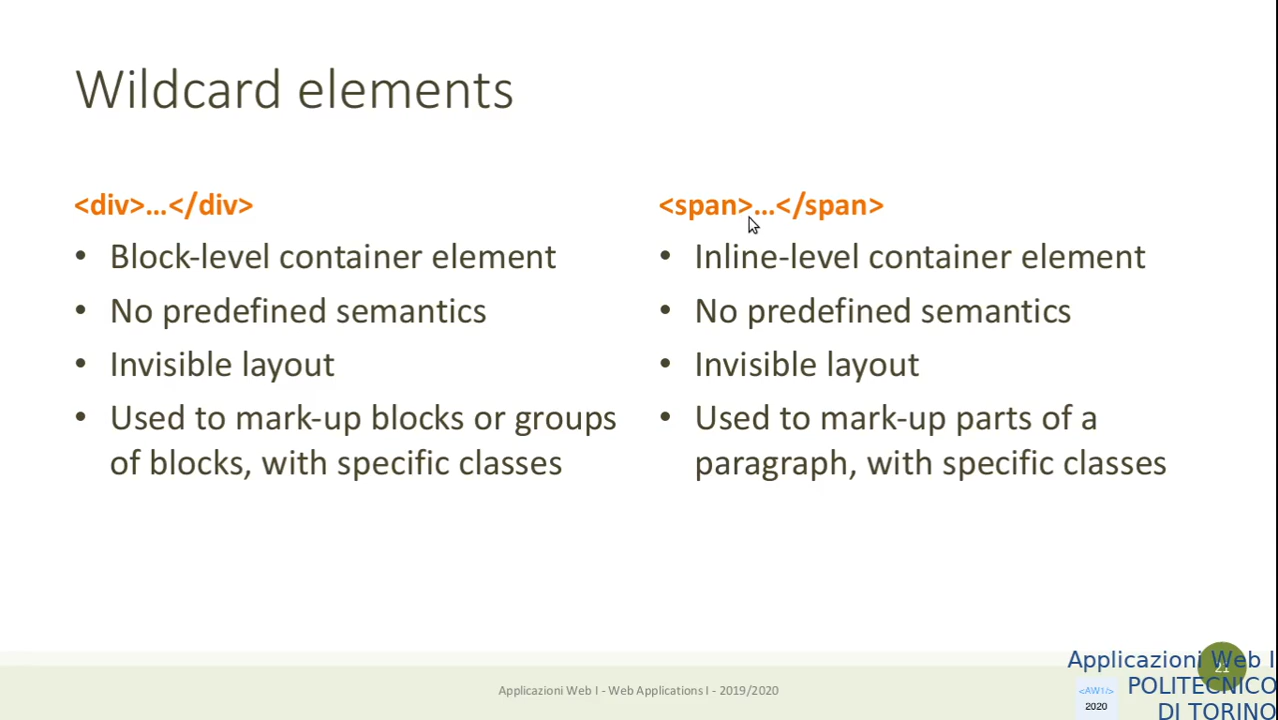 Wildcard elements
<div>…</div>
• Block-level container element
• No predefined semantics
• Invisible layout
• Used to mark-up blocks or groups
of blocks, with specific classes
<span>…</span>
• Inline-level container element
• No predefined semantics
• Invisible layout
• Used to mark-up parts of a
paragraph, with specific classes
Applicazioni Web I - Web Applications I - 2019/2020
21
Applicazioni Web I
POLITECNICO
DI TORINO
<AW1/>
2020